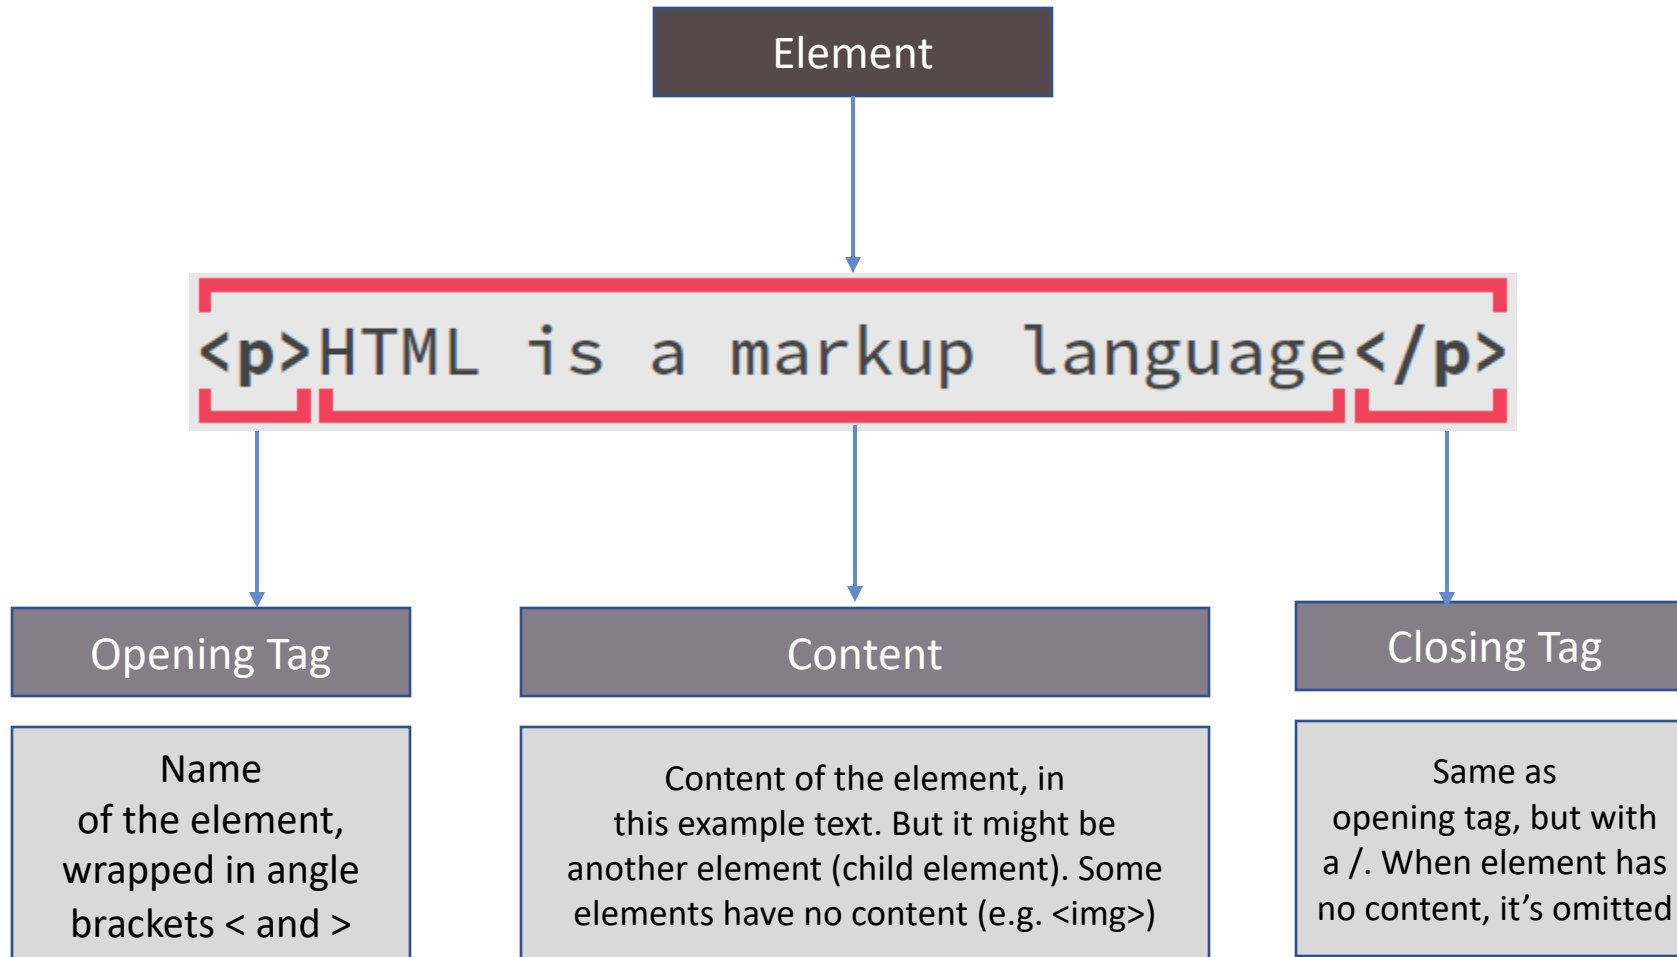 Element
<p>HTML is a markup language</p>
Opening Tag
Content
Closing Tag
Name
of the element,
wrapped in angle
brackets < and >
Content of the element, in
this example text. But it might be
another element (child element). Some
elements have no content (e.g. <img>)
Same as
opening tag, but with
a /. When element has
no content, it’s omitted